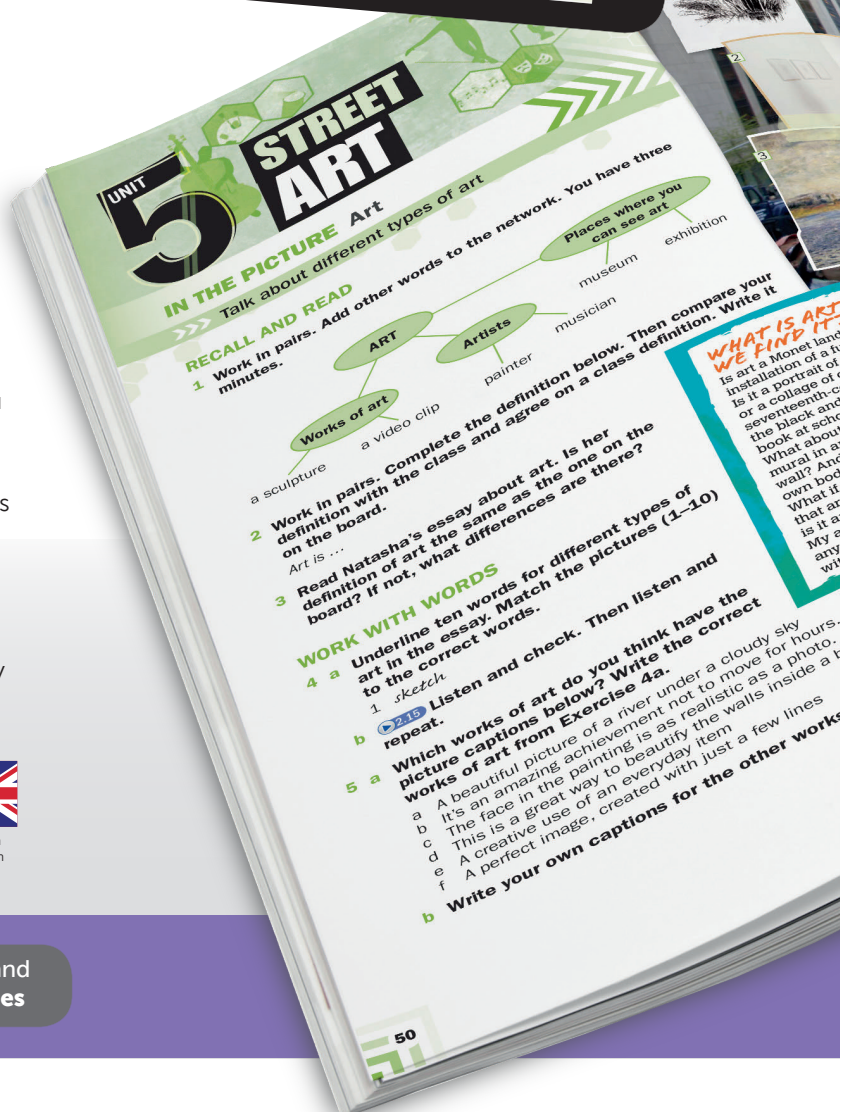 UNIT
5
STREET
ART
IN THE PICTURE Art
>>> Talk about different types of art
RECALL AND READ
1 Work in pairs. Add other words to the network. You have three
minutes.
ART
Places where you
can see art
museum
exhibition
Artists
musician
painter
Works of art
a video clip
a sculpture
2 Work in pairs. Complete the definition below. Then compare your
definition with the class and agree on a class definition. Write it
on the board.
Art is ...
3 Read Natasha's essay about art. Is her
definition of art the same as the one on the
board? If not, what differences are there?
WORK WITH WORDS
4 a Underline ten words for different types of
art in the essay. Match the pictures (1–10)
to the correct words.
1 sketch
b 2.15 Listen and check. Then listen and
repeat.
5 a Which works of art do you think have the
picture captions below? Write the correct
works of art from Exercise 4a.
a A beautiful picture of a river under a cloudy sky
b It's an amazing achievement not to move for hours.
c The face in the painting is as realistic as a photo.
d This is a great way to beautify the walls inside a
e A creative use of an everyday item
f A perfect image, created with just a few lines
b Write your own captions for the other works
50
2
3
WHAT IS ART
WE FIND IT
Is art a Monet land
installation of a fu
Is it a portrait of
or a collage of
seventeenth-c
the black and
book at scho
What about
mural in a
wall? And
own bod
What if
that ar
is it a
My a
any
wi
s
and
es